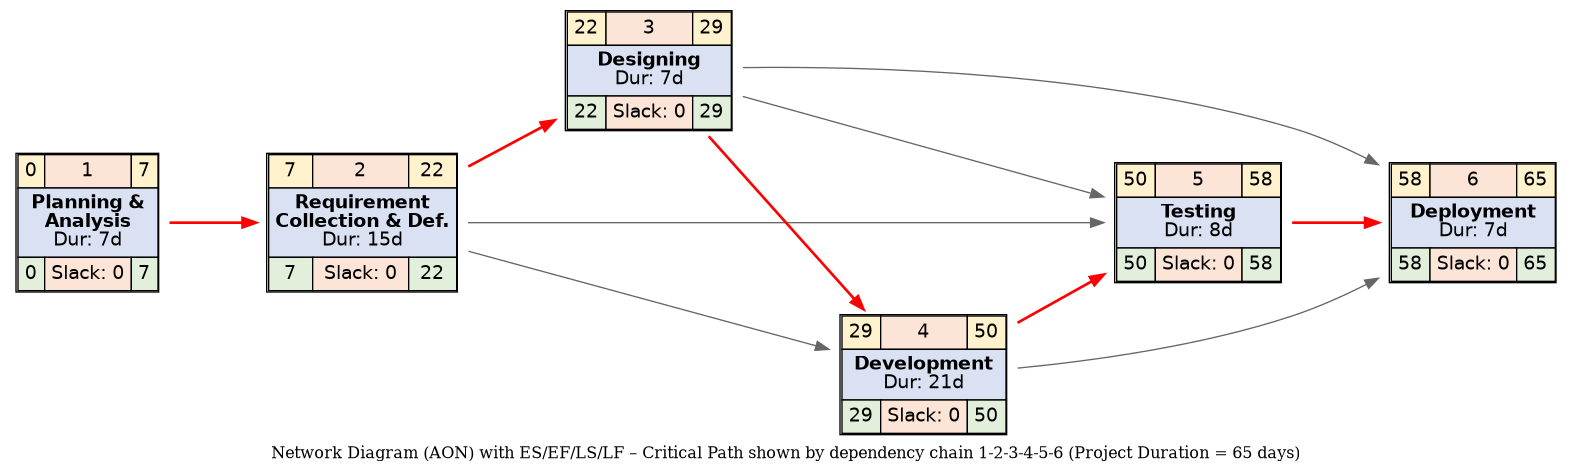 0 1 7
Planning &
Analysis
Dur: 7d
0 Slack: 0 7
7 2 22
Requirement
Collection & Def.
Dur: 15d
7 Slack: 0 22
22 3 29
Designing
Dur: 7d
22 Slack: 0 29
29 4 50
Development
Dur: 21d
29 Slack: 0 50
50 5 58
Testing
Dur: 8d
50 Slack: 0 58
58 6 65
Deployment
Dur: 7d
58 Slack: 0 65
Network Diagram (AON) with ES/EF/LS/LF – Critical Path shown by dependency chain 1-2-3-4-5-6 (Project Duration = 65 days)